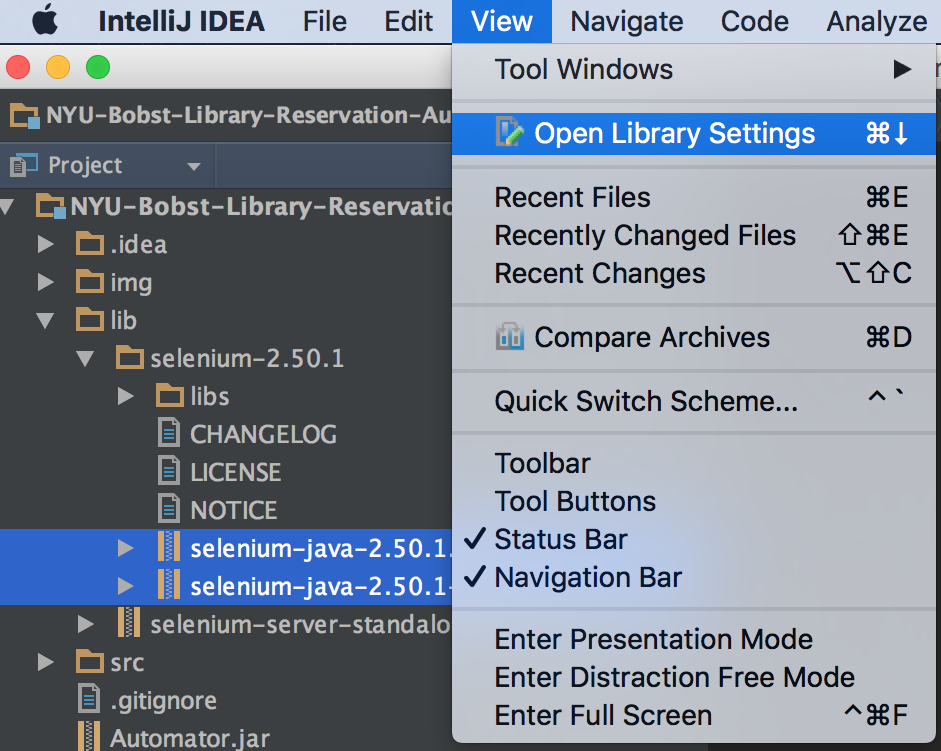 IntelliJ IDEA File Edit View Navigate Code Analyze
NYU-Bobst-Library-Reservation-Au
Project
NYU-Bobst-Library-Reservatio
.idea
img
lib
selenium-2.50.1
libs
CHANGELOG
LICENSE
NOTICE
selenium-java-2.50.1.
selenium-java-2.50.1-
selenium-server-standalo
src
.gitignore
Automator.jar
Tool Windows ▶
Open Library Settings ⌘↓
Recent Files ⌘E
Recently Changed Files ⇧⌘E
Recent Changes ⌥⇧C
Compare Archives ⌘D
Quick Switch Scheme... ^`
Toolbar
Tool Buttons
✓ Status Bar
✓ Navigation Bar
Enter Presentation Mode
Enter Distraction Free Mode
Enter Full Screen ^⌘F